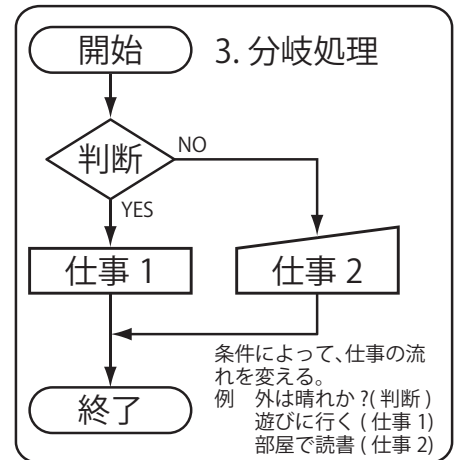 開始
3. 分岐処理
判断
NO
YES
仕事 1
仕事 2
終了
条件によって、仕事の流
れを変える。
例　外は晴れか ?( 判断 )
遊びに行く ( 仕事 1)
部屋で読書 ( 仕事 2)